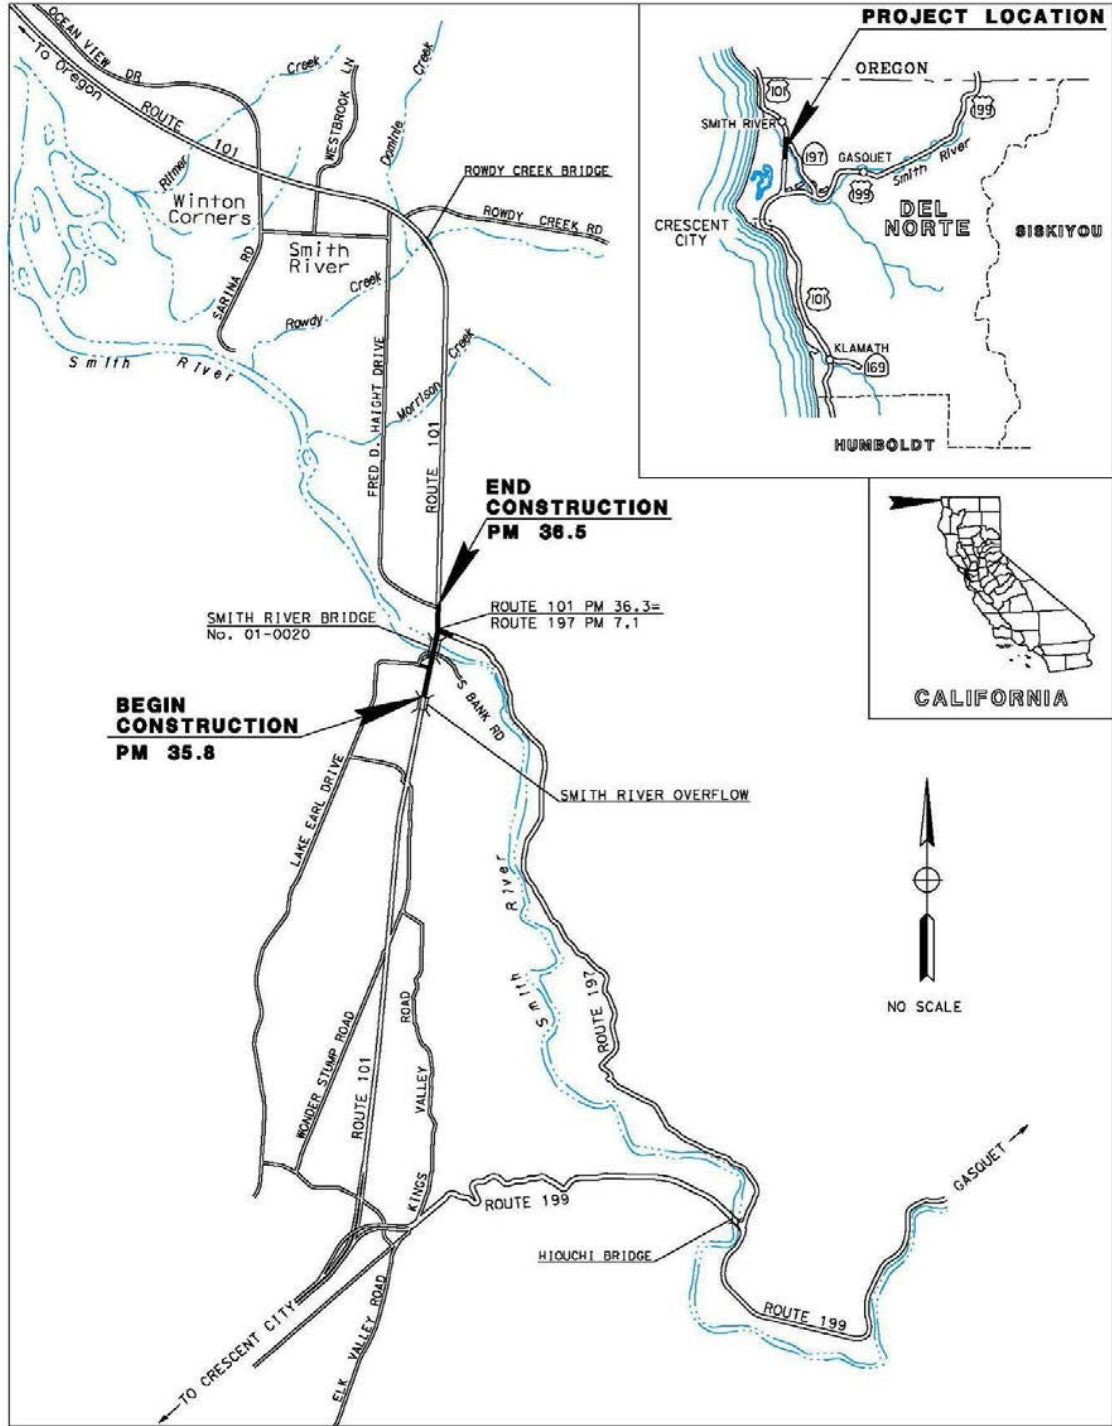 PROJECT LOCATION
OREGON
101
SMITH RIVER
199
197
GASQUET
Smith River
199
DEL
NORTE
CRESCENT
CITY
SISKIYOU
101
KLAMATH
169
HUMBOLDT
CALIFORNIA
OCEAN VIEW DR
To Oregon
ROUTE 101
Creek
Ritmer
WESTBROOK LN
Creek
Dominie
ROWDY CREEK BRIDGE
ROWDY CREEK RD
Winton
Corners
Smith
River
SARINA RD
Creek
Rowdy
Smith River
Creek
Morrison
FRED D. HAIGHT DRIVE
ROUTE 101
END
CONSTRUCTION
PM 36.5
SMITH RIVER BRIDGE
No. 01-0020
ROUTE 101 PM 36.3=
ROUTE 197 PM 7.1
BEGIN
CONSTRUCTION
PM 35.8
S BANK RD
SMITH RIVER OVERFLOW
LAKE EARL DRIVE
River
Smith
ROUTE 197
NO SCALE
WONDER STUMP ROAD
ROUTE 101
ROAD
VALLEY
KINGS
ROUTE 199
GASQUET
HIOUCHI BRIDGE
ROUTE 199
TO CRESCENT CITY
ELK VALLEY ROAD